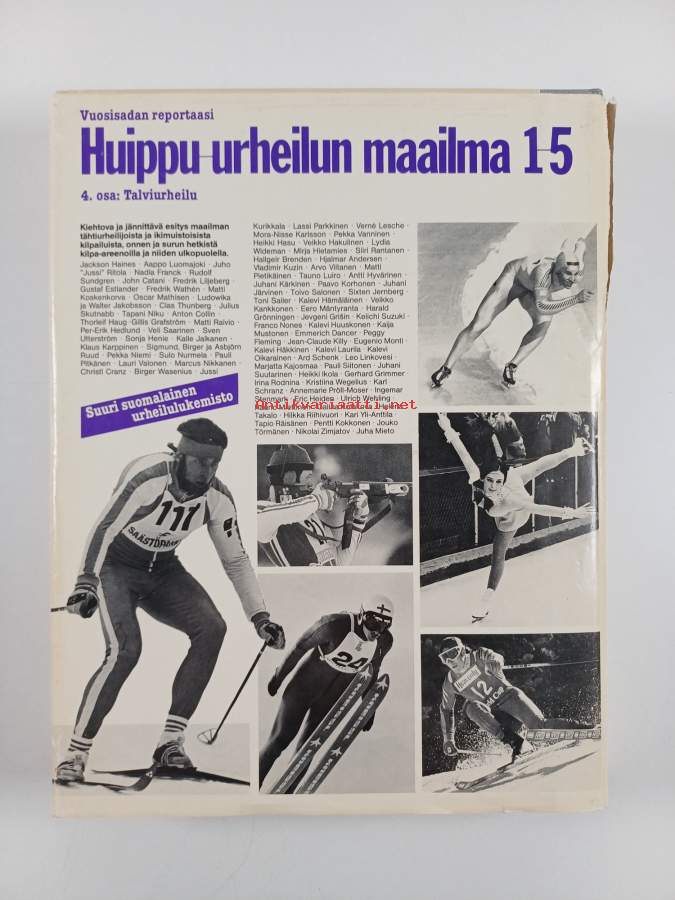 Vuosisadan reportaasi
Huippu-urheilun maailma 1-5
4. osa: Talviurheilu
Kiehtova ja jännittävä esitys maailman
tähtiurheilijoista ja ikimuistoisista
kilpailuista, onnen ja surun hetkistä
kilpa-areenoilla ja niiden ulkopuolella.
Jackson Haines · Aappo Luomajoki · Juho
"Jussi" Ritola · Nadia Franck · Rudolf
Sundgren · John Catani · Fredrik Liljeberg ·
Gustaf Estlander · Fredrik Wathén · Matti
Koskenkorva · Oscar Mathisen · Ludowika
ja Walter Jakobsson · Clas Thunberg · Julius
Skutnabb · Tapani Niku · Anton Collin ·
Thorleif Haug · Gillis Grafström · Matti Raivio ·
Per-Erik Hedlund · Veli Saarinen · Sven
Utterström · Sonja Henie · Kalle Jalkanen ·
Klaus Karppinen · Sigmund, Birger ja Asbjörn
Ruud · Pekka Niemi · Sulo Nurmela · Pauli
Pitkänen · Lauri Valonen · Marcus Nikkanen ·
Christl Cranz · Birger Wasenius · Jussi
Kurikkala · Lassi Parkkinen · Verné Lesche ·
Mora-Nisse Karlsson · Pekka Vanninen ·
Heikki Hasu · Veikko Hakulinen · Lydia
Wideman · Mirja Hietamies · Siiri Rantanen ·
Hallgeir Brenden · Hjalmar Andersen ·
Vladimir Kuzin · Arvo Viitanen · Matti
Pietikäinen · Tauno Luiro · Antti Hyvärinen ·
Juhani Kärkinen · Paavo Korhonen · Juhani
Järvinen · Toivo Salonen · Sixten Jernberg ·
Toni Sailer · Kalevi Hämäläinen · Veikko
Kankkonen · Eero Mäntyranta · Harald
Grönningen · Jevgeni Grišin · Keiichi Suzuki ·
Franco Nones · Kalevi Huuskonen · Kaija
Mustonen · Emmerich Danzer · Peggy
Fleming · Jean-Claude Killy · Eugenio Monti ·
Kalevi Häkkinen · Kalevi Laurila · Kalevi
Oikarainen · Ard Schenk · Leo Linkovesi ·
Marjatta Kajosmaa · Pauli Siitonen · Juhani
Suutarinen · Heikki Ikola · Gerhard Grimmer ·
Irina Rodnina · Kristiina Wegelius · Karl
Schranz · Annemarie Pröll-Moser · Ingemar
Stenmark · Eric Heiden · Ulrich Wehling
Takalo · Hilkka Riihivuori · Kari Yli-Anttila ·
Tapio Räisänen · Pentti Kokkonen · Jouko
Törmänen · Nikolai Zimjatov · Juha Mieto
Suuri suomalainen
urheilulukemisto
Antikvariaatti.net
111
SÄÄSTÖPANKKI
24
12